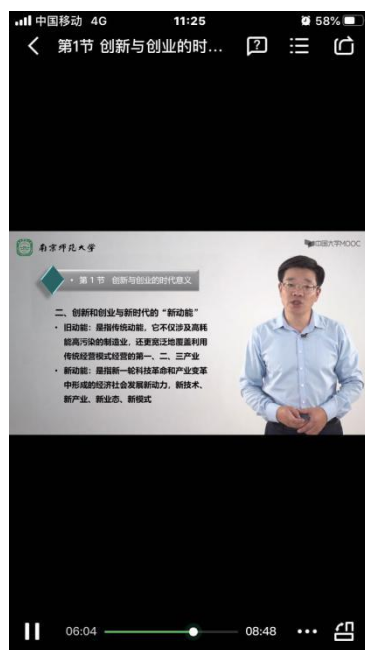 中国移动 4G 11:25 58%
第1节 创新与创业的时...
南京师范大学
中国大学MOOC
· 第1节 创新与创业的时代意义
二、创新和创业与新时代的“新动能”
· 旧动能：是指传统动能，它不仅涉及高耗
能高污染的制造业，还更宽泛地覆盖利用
传统经营模式经营的第一、二、三产业
· 新动能：是指新一轮科技革命和产业变革
中形成的经济社会发展新动力，新技术、
新产业、新业态、新模式
06:04 08:48